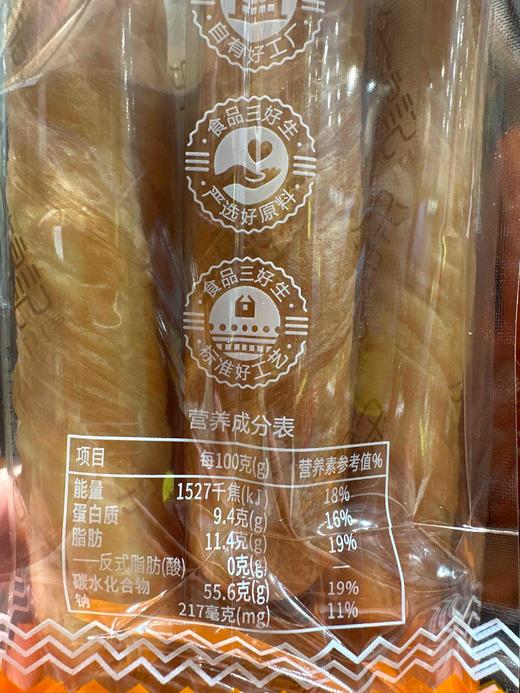 自有好工厂
食品三好生
严选好原料
食品三好生
标准好工艺
营养成分表
项目 每100克(g) 营养素参考值%
能量 1527千焦(kJ) 18%
蛋白质 9.4克(g) 16%
脂肪 11.4克(g) 19%
——反式脂肪(酸) 0克(g) —
碳水化合物 55.6克(g) 19%
钠 217毫克(mg) 11%